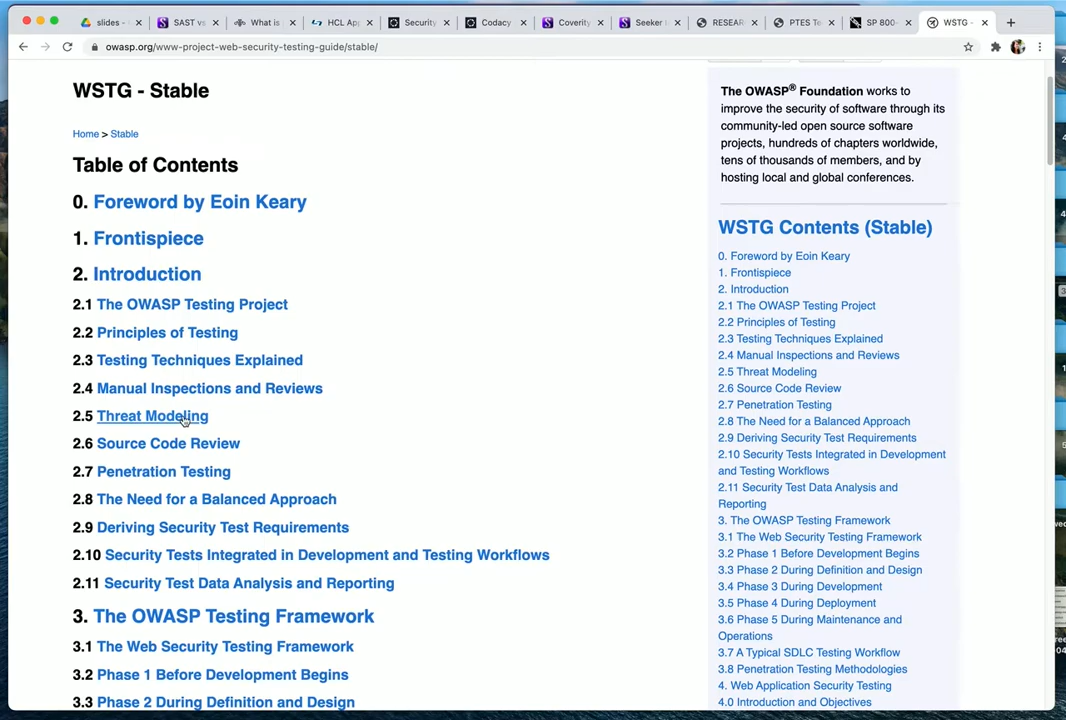 slides -
SAST vs
What is
HCL App
Security
Codacy
Coverity
Seeker I
RESEAR
PTES Te
SP 800-
WSTG -
owasp.org/www-project-web-security-testing-guide/stable/
WSTG - Stable
Home > Stable
Table of Contents
0. Foreword by Eoin Keary
1. Frontispiece
2. Introduction
2.1 The OWASP Testing Project
2.2 Principles of Testing
2.3 Testing Techniques Explained
2.4 Manual Inspections and Reviews
2.5 Threat Modeling
2.6 Source Code Review
2.7 Penetration Testing
2.8 The Need for a Balanced Approach
2.9 Deriving Security Test Requirements
2.10 Security Tests Integrated in Development and Testing Workflows
2.11 Security Test Data Analysis and Reporting
3. The OWASP Testing Framework
3.1 The Web Security Testing Framework
3.2 Phase 1 Before Development Begins
3.3 Phase 2 During Definition and Design
The OWASP® Foundation works to
improve the security of software through its
community-led open source software
projects, hundreds of chapters worldwide,
tens of thousands of members, and by
hosting local and global conferences.
WSTG Contents (Stable)
0. Foreword by Eoin Keary
1. Frontispiece
2. Introduction
2.1 The OWASP Testing Project
2.2 Principles of Testing
2.3 Testing Techniques Explained
2.4 Manual Inspections and Reviews
2.5 Threat Modeling
2.6 Source Code Review
2.7 Penetration Testing
2.8 The Need for a Balanced Approach
2.9 Deriving Security Test Requirements
2.10 Security Tests Integrated in Development
and Testing Workflows
2.11 Security Test Data Analysis and
Reporting
3. The OWASP Testing Framework
3.1 The Web Security Testing Framework
3.2 Phase 1 Before Development Begins
3.3 Phase 2 During Definition and Design
3.4 Phase 3 During Development
3.5 Phase 4 During Deployment
3.6 Phase 5 During Maintenance and
Operations
3.7 A Typical SDLC Testing Workflow
3.8 Penetration Testing Methodologies
4. Web Application Security Testing
4.0 Introduction and Objectives